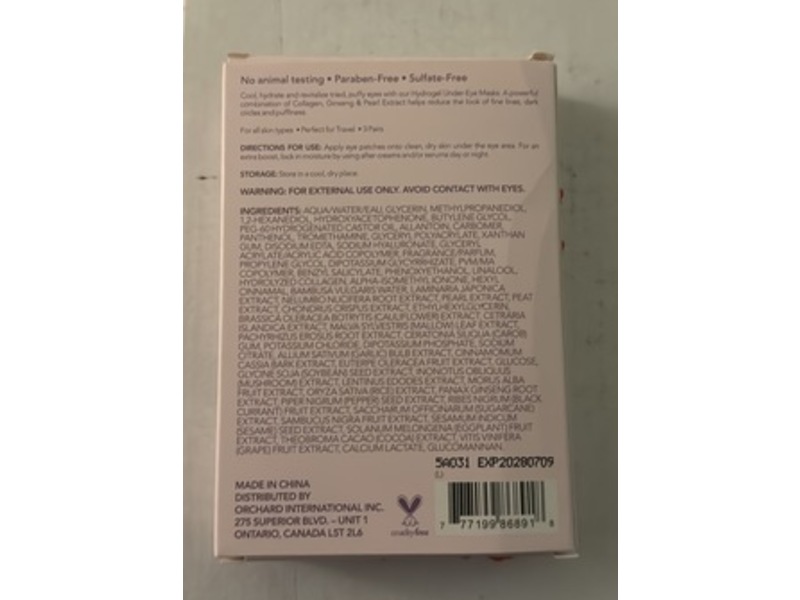 No animal testing • Paraben-Free • Sulfate-Free
Cool, hydrate and revitalize tried, puffy eyes with our Hydrogel Under Eye Masks. A powerful
combination of Collagen, Ginseng & Pearl Extract helps reduce the look of fine lines, dark
circles and puffiness.
For all skin types • Perfect for Travel • 3 Pairs
DIRECTIONS FOR USE: Apply eye patches onto clean, dry skin under the eye area. For an
extra boost, lock in moisture by using after creams and/or serums day or night.
STORAGE: Store in a cool, dry place.
WARNING: FOR EXTERNAL USE ONLY. AVOID CONTACT WITH EYES.
INGREDIENTS: AQUA/WATER/EAU, GLYCERIN, METHYLPROPANEDIOL,
1,2-HEXANEDIOL, HYDROXYACETOPHENONE, BUTYLENE GLYCOL,
PEG-60 HYDROGENATED CASTOR OIL, ALLANTOIN, CARBOMER,
PANTHENOL, TROMETHAMINE, GLYCERYL POLYACRYLATE, XANTHAN
GUM, DISODIUM EDTA, SODIUM HYALURONATE, GLYCERYL
ACRYLATE/ACRYLIC ACID COPOLYMER, FRAGRANCE/PARFUM,
PROPYLENE GLYCOL, DIPOTASSIUM GLYCYRRHIZATE, PVM/MA
COPOLYMER, BENZYL SALICYLATE, PHENOXYETHANOL, LINALOOL,
HYDROLYZED COLLAGEN, ALPHA-ISOMETHYL IONONE, HEXYL
CINNAMAL, BAMBUSA VULGARIS WATER, LAMINARIA JAPONICA
EXTRACT, NELUMBO NUCIFERA ROOT EXTRACT, PEARL EXTRACT, PEAT
EXTRACT, CHONDRUS CRISPUS EXTRACT, ETHYLHEXYLGLYCERIN,
BRASSICA OLERACEA BOTRYTIS (CAULIFLOWER) EXTRACT, CETRARIA
ISLANDICA EXTRACT, MALVA SYLVESTRIS (MALLOW) LEAF EXTRACT,
PACHYRHIZUS EROSUS ROOT EXTRACT, CERATONIA SILIQUA (CAROB)
GUM, POTASSIUM CHLORIDE, DIPOTASSIUM PHOSPHATE, SODIUM
CITRATE, ALLIUM SATIVUM (GARLIC) BULB EXTRACT, CINNAMOMUM
CASSIA BARK EXTRACT, EUTERPE OLERACEA FRUIT EXTRACT, GLUCOSE,
GLYCINE SOJA (SOYBEAN) SEED EXTRACT, INONOTUS OBLIQUUS
(MUSHROOM) EXTRACT, LENTINUS EDODES EXTRACT, MORUS ALBA
FRUIT EXTRACT, ORYZA SATIVA (RICE) EXTRACT, PANAX GINSENG ROOT
EXTRACT, PIPER NIGRUM (PEPPER) SEED EXTRACT, RIBES NIGRUM (BLACK
CURRANT) FRUIT EXTRACT, SACCHARUM OFFICINARUM (SUGARCANE)
EXTRACT, SAMBUCUS NIGRA FRUIT EXTRACT, SESAMUM INDICUM
(SESAME) SEED EXTRACT, SOLANUM MELONGENA (EGGPLANT) FRUIT
EXTRACT, THEOBROMA CACAO (COCOA) EXTRACT, VITIS VINIFERA
(GRAPE) FRUIT EXTRACT, CALCIUM LACTATE, GLUCOMANNAN.
5A031 EXP20280709
(L)
MADE IN CHINA
DISTRIBUTED BY
ORCHARD INTERNATIONAL INC.
275 SUPERIOR BLVD. – UNIT 1
ONTARIO, CANADA L5T 2L6
crueltyfree
7 77199 86891 8